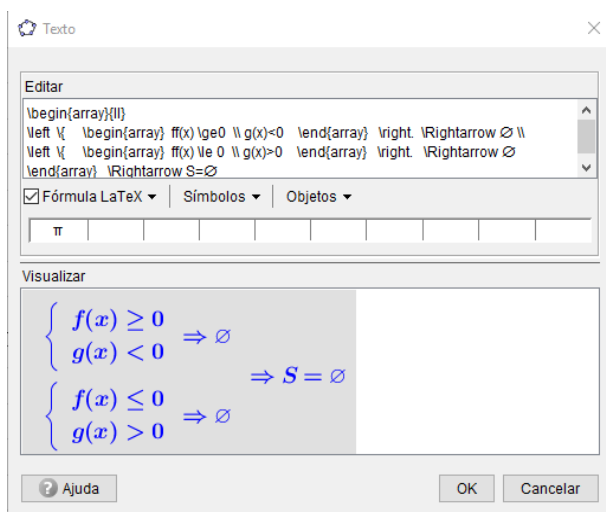 Texto
Editar
\begin{array}{ll}
\left \{ \begin{array} ff(x) \ge0 \\ g(x)<0 \end{array} \right. \Rightarrow ∅ \\
\left \{ \begin{array} ff(x) \le 0 \\ g(x)>0 \end{array} \right. \Rightarrow ∅
\end{array} \Rightarrow S=∅
Fórmula LaTeX Símbolos Objetos
π
Visualizar
f(x) ≥ 0
g(x) < 0
⇒ ∅
⇒ S = ∅
f(x) ≤ 0
g(x) > 0
⇒ ∅
Ajuda OK Cancelar